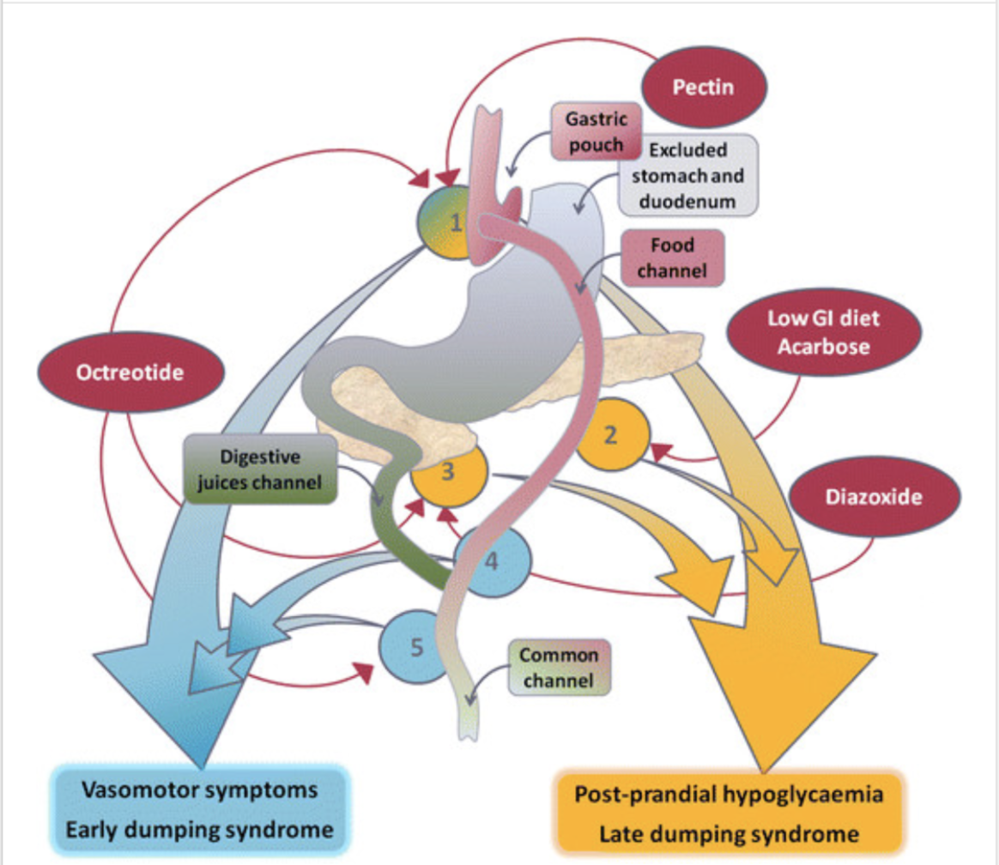 Pectin
Gastric
pouch
Excluded
stomach and
duodenum
1
Food
channel
Low GI diet
Acarbose
Octreotide
2
Digestive
juices channel
3
Diazoxide
4
5
Common
channel
Vasomotor symptoms
Early dumping syndrome
Post-prandial hypoglycaemia
Late dumping syndrome